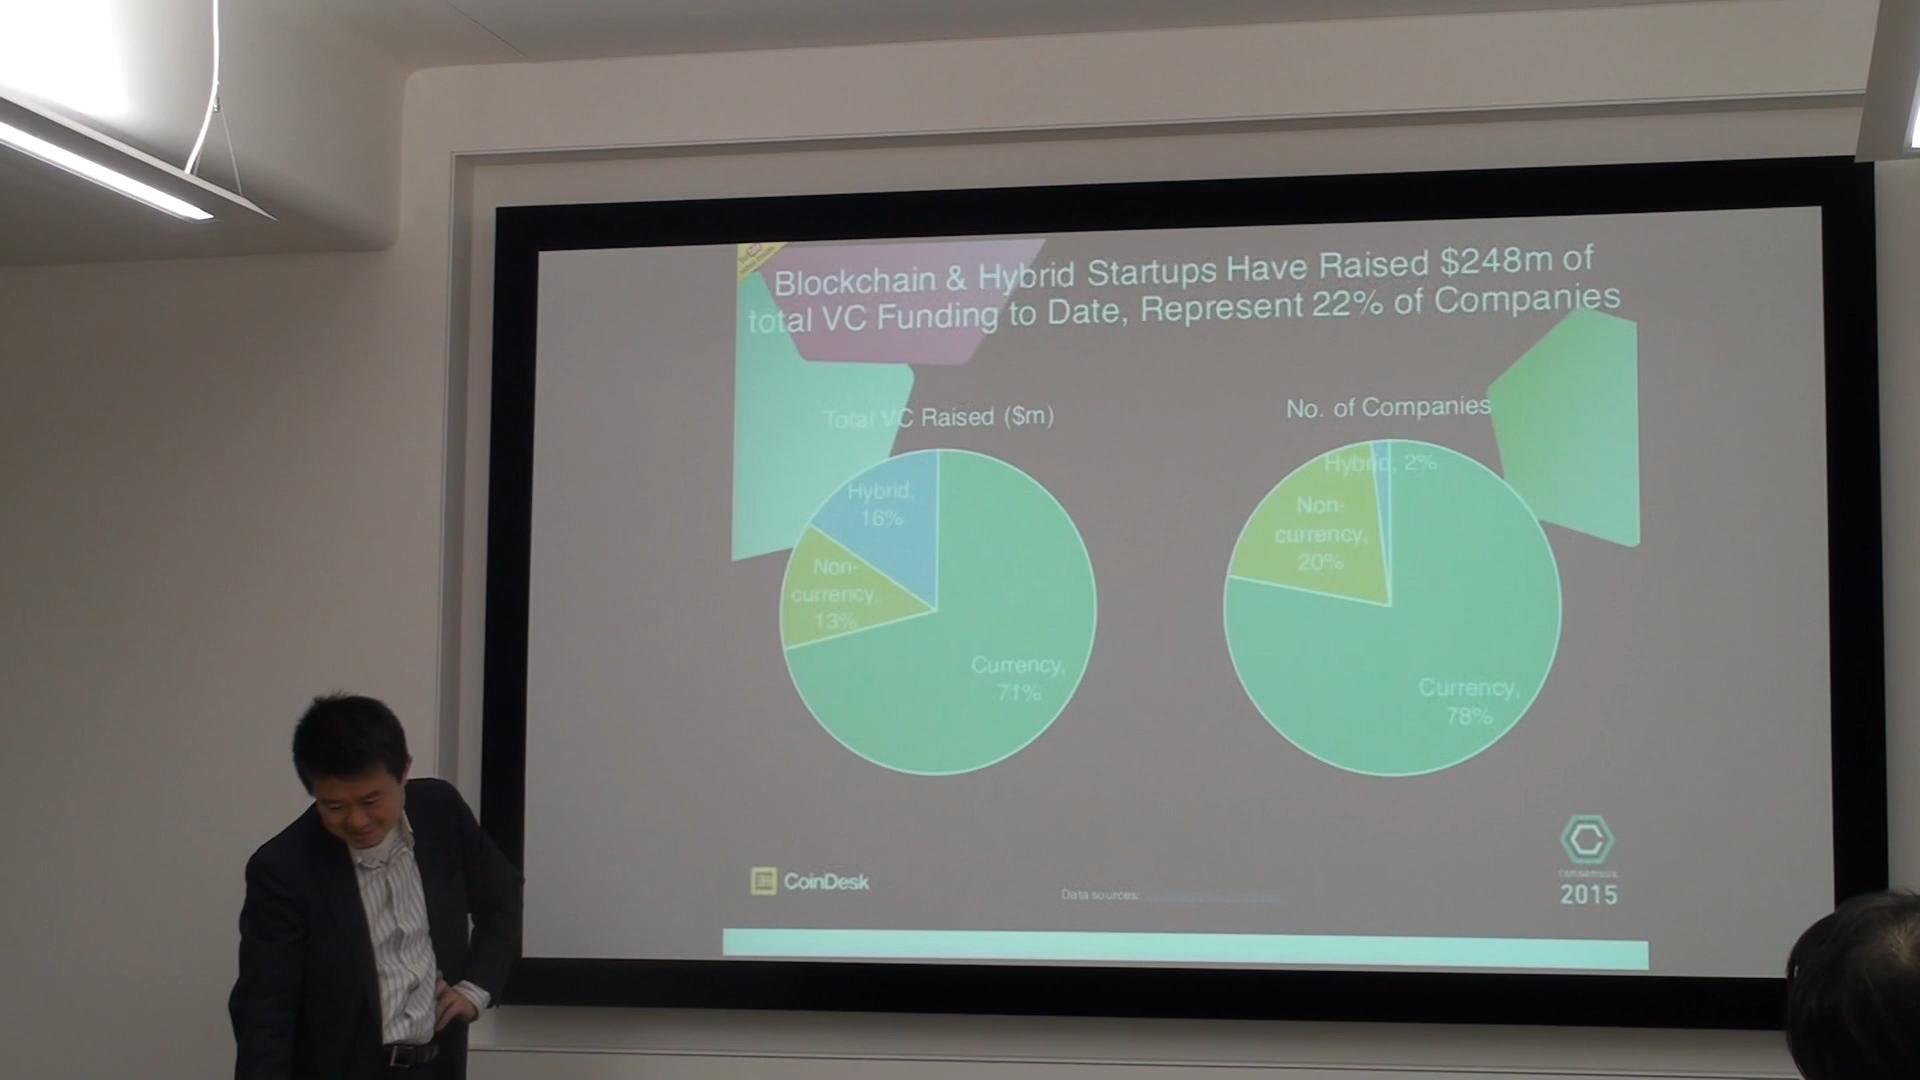 Blockchain & Hybrid Startups Have Raised $248m of
total VC Funding to Date, Represent 22% of Companies
Total VC Raised ($m)
Hybrid,
16%
Non-
currency,
13%
Currency,
71%
No. of Companies
Hybrid, 2%
Non-
currency,
20%
Currency,
78%
CoinDesk
Data sources:
consensus
2015